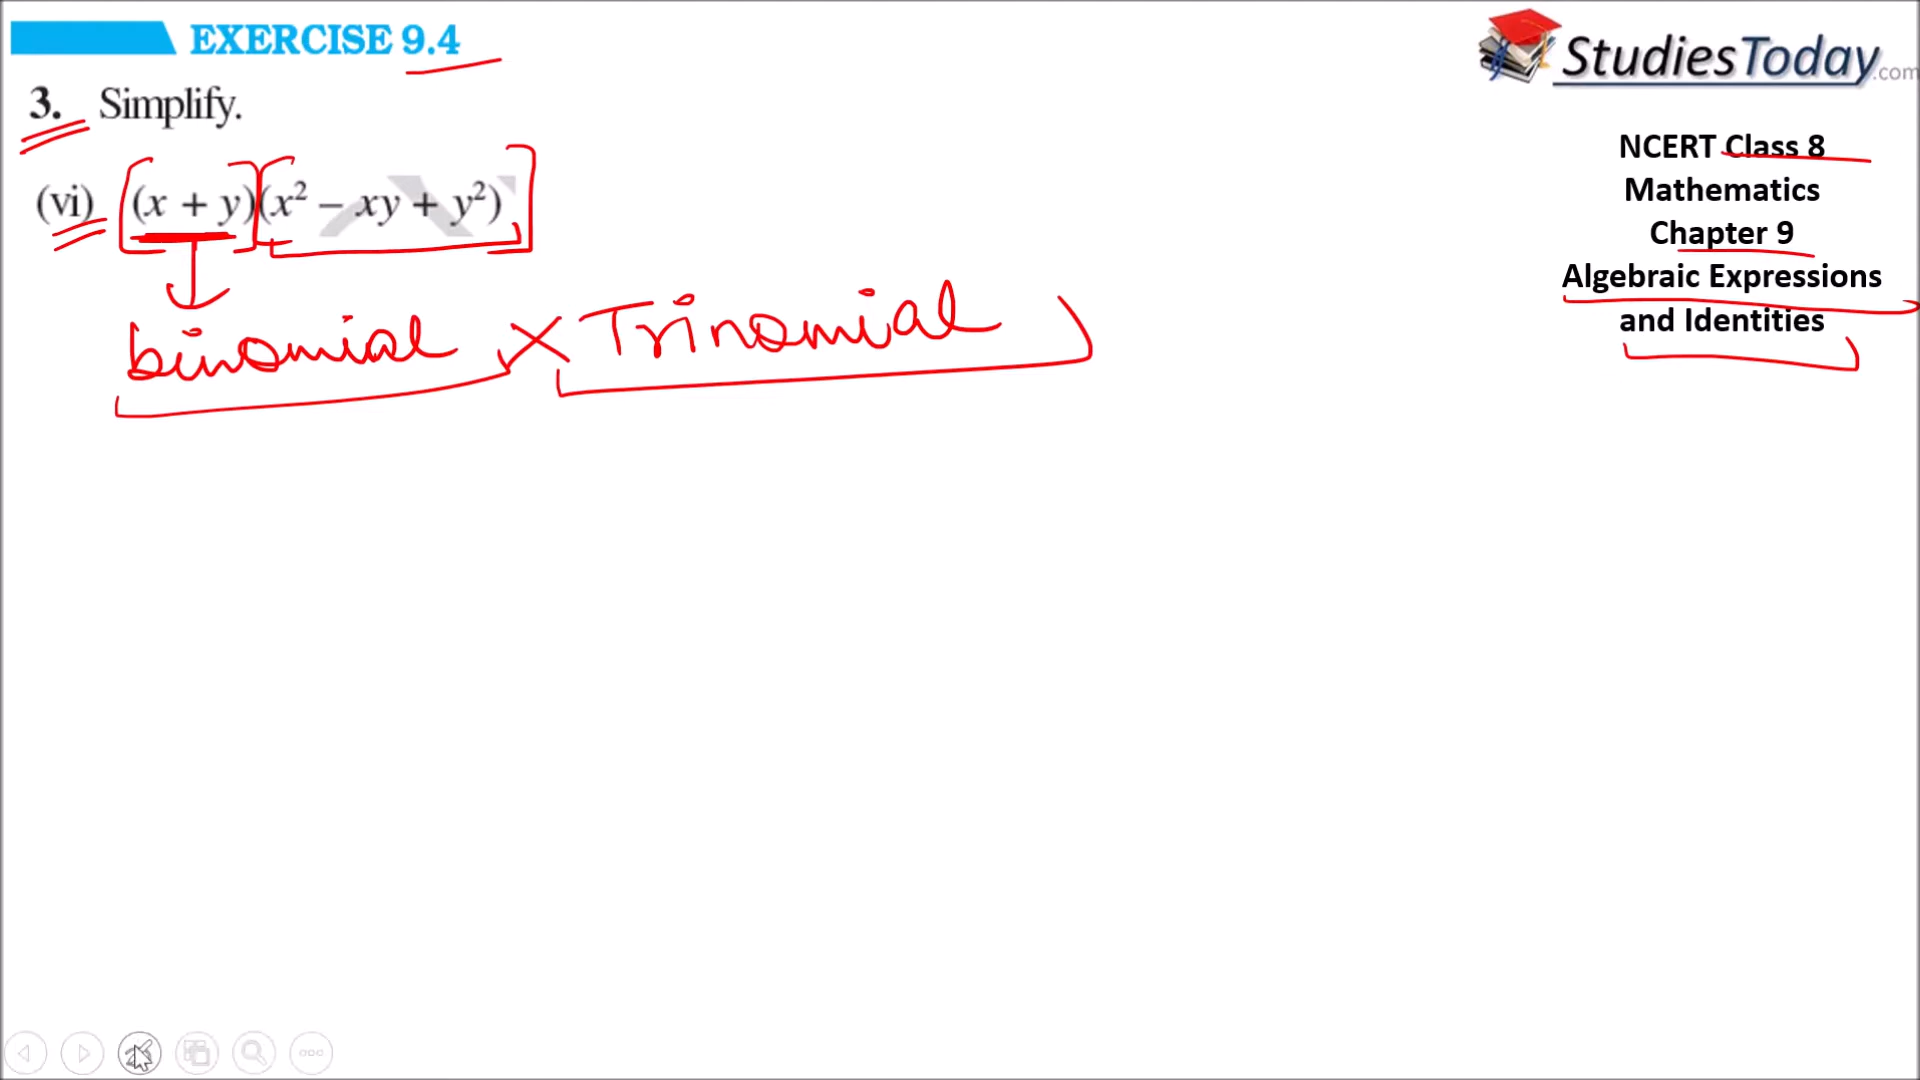 EXERCISE 9.4
3. Simplify.
(vi) (x + y)(x² – xy + y²)
binomial × Trinomial
StudiesToday.com
NCERT Class 8
Mathematics
Chapter 9
Algebraic Expressions
and Identities